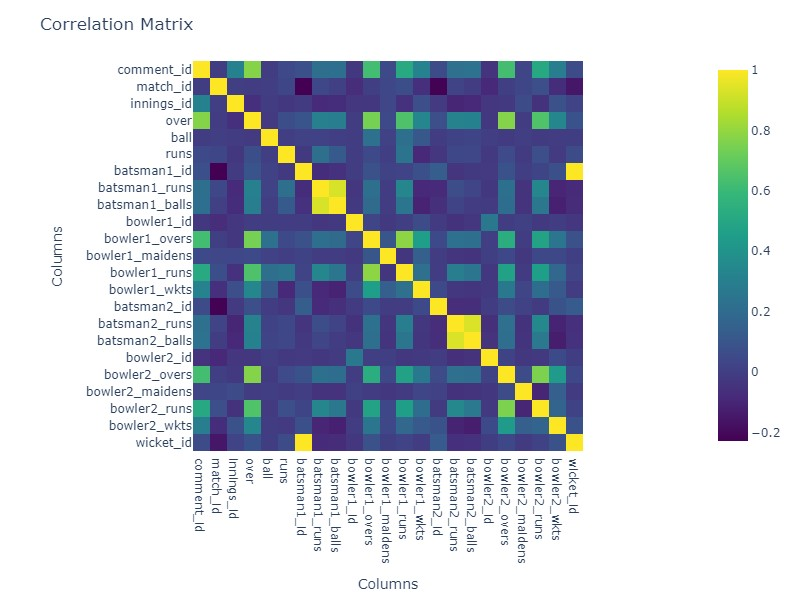 Correlation Matrix
Columns
comment_id
match_id
innings_id
over
ball
runs
batsman1_id
batsman1_runs
batsman1_balls
bowler1_id
bowler1_overs
bowler1_maidens
bowler1_runs
bowler1_wkts
batsman2_id
batsman2_runs
batsman2_balls
bowler2_id
bowler2_overs
bowler2_maidens
bowler2_runs
bowler2_wkts
wicket_id
comment_id
match_id
innings_id
over
ball
runs
batsman1_id
batsman1_runs
batsman1_balls
bowler1_id
bowler1_overs
bowler1_maidens
bowler1_runs
bowler1_wkts
batsman2_id
batsman2_runs
batsman2_balls
bowler2_id
bowler2_overs
bowler2_maidens
bowler2_runs
bowler2_wkts
wicket_id
Columns
1
0.8
0.6
0.4
0.2
0
−0.2